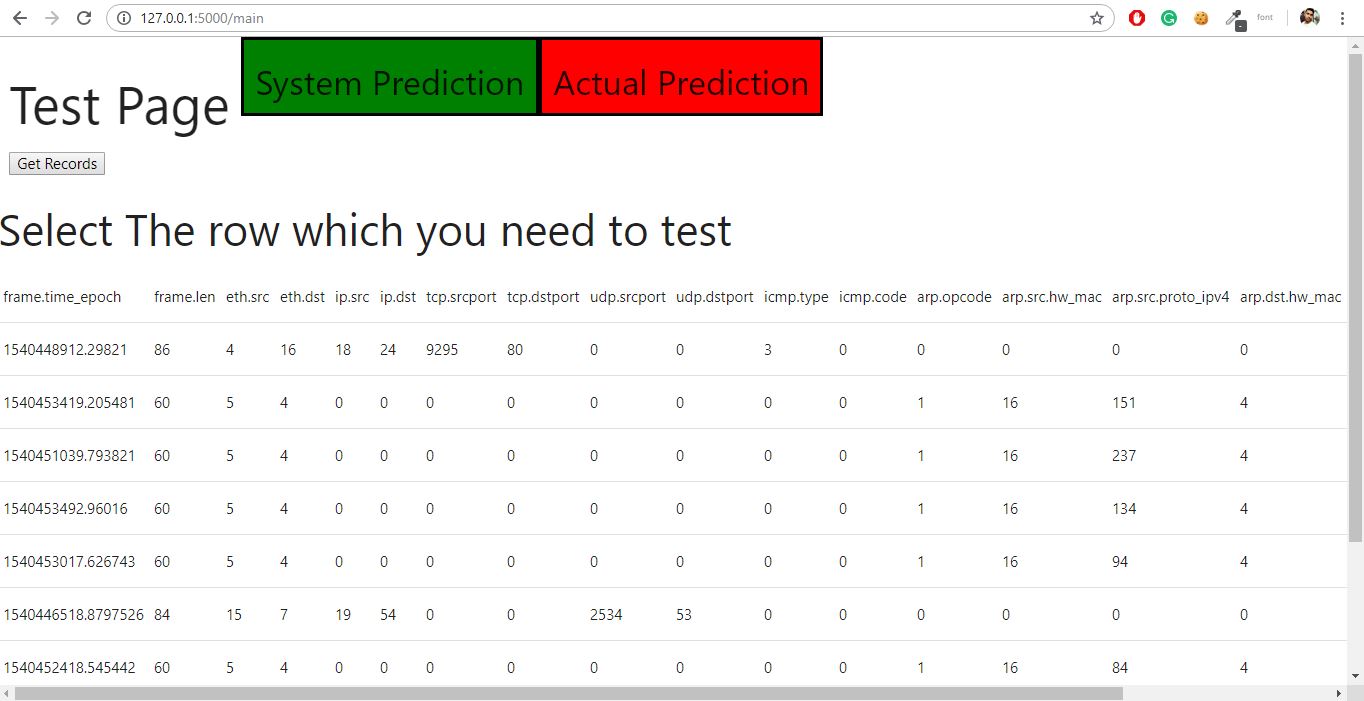 127.0.0.1:5000/main
font
System Prediction Actual Prediction
Test Page
Get Records
Select The row which you need to test
frame.time_epoch frame.len eth.src eth.dst ip.src ip.dst tcp.srcport tcp.dstport udp.srcport udp.dstport icmp.type icmp.code arp.opcode arp.src.hw_mac arp.src.proto_ipv4 arp.dst.hw_mac
1540448912.29821 86 4 16 18 24 9295 80 0 0 3 0 0 0 0 0
1540453419.205481 60 5 4 0 0 0 0 0 0 0 0 1 16 151 4
1540451039.793821 60 5 4 0 0 0 0 0 0 0 0 1 16 237 4
1540453492.96016 60 5 4 0 0 0 0 0 0 0 0 1 16 134 4
1540453017.626743 60 5 4 0 0 0 0 0 0 0 0 1 16 94 4
1540446518.8797526 84 15 7 19 54 0 0 2534 53 0 0 0 0 0 0
1540452418.545442 60 5 4 0 0 0 0 0 0 0 0 1 16 84 4